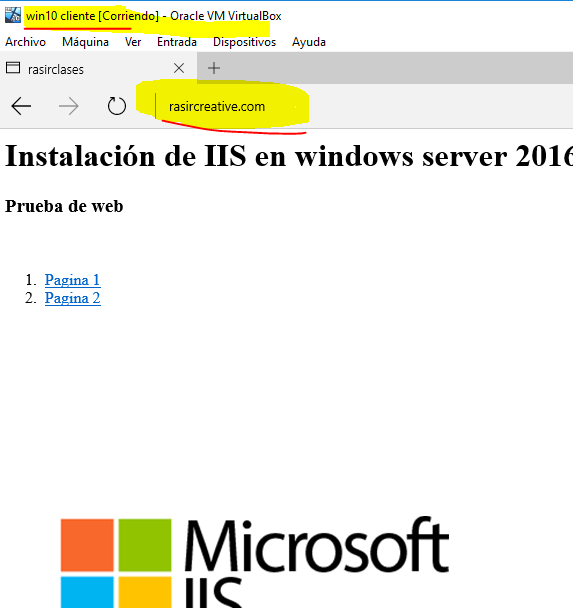 win10 cliente [Corriendo] - Oracle VM VirtualBox
Archivo Máquina Ver Entrada Dispositivos Ayuda
rasirclases
rasircreative.com
Instalación de IIS en windows server 2016
Prueba de web
1. Pagina 1
2. Pagina 2
Microsoft
IIS